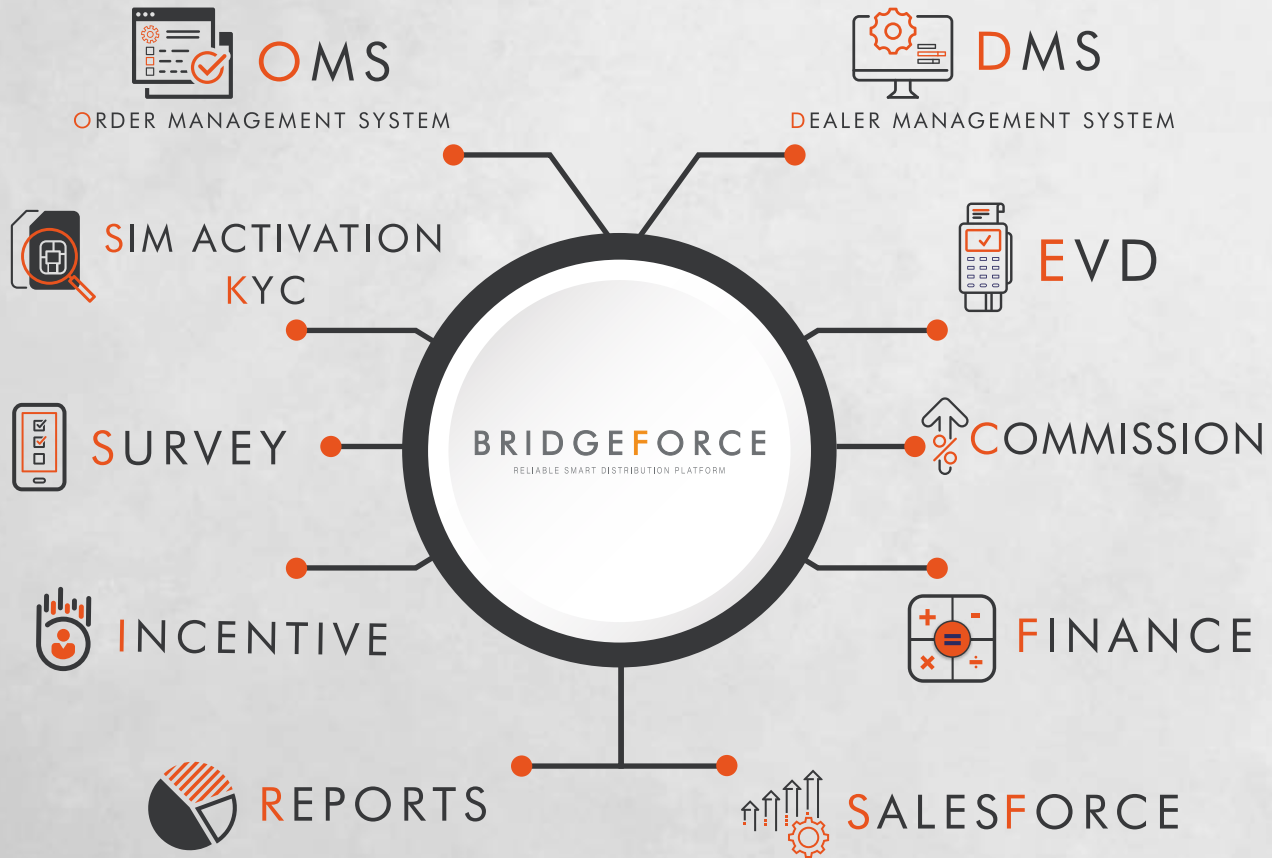 OMS
ORDER MANAGEMENT SYSTEM
DMS
DEALER MANAGEMENT SYSTEM
SIM ACTIVATION
KYC
EVD
SURVEY
BRIDGEFORCE
RELIABLE SMART DISTRIBUTION PLATFORM
COMMISSION
INCENTIVE
FINANCE
REPORTS
SALESFORCE